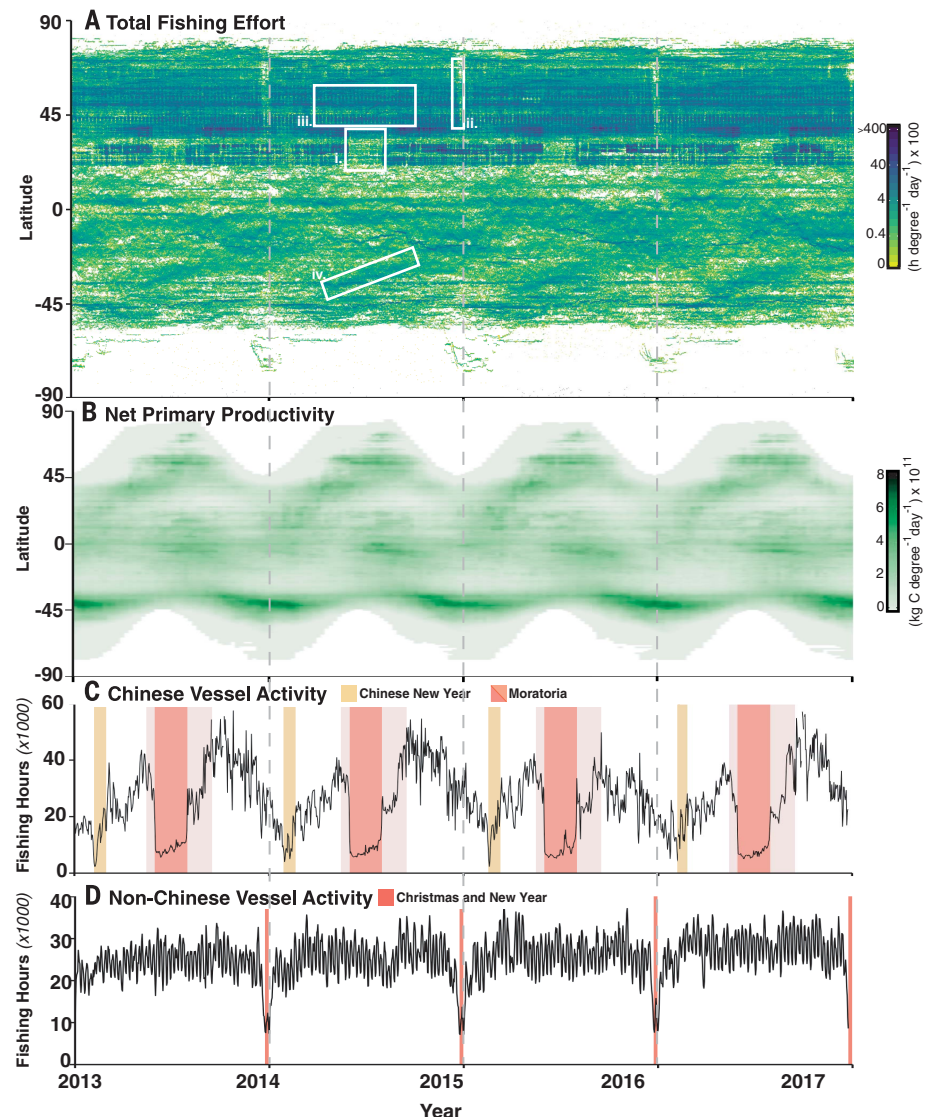 A Total Fishing Effort
90
45
0
-45
-90
Latitude
i.
ii.
iii.
iv.
>400
40
4
0.4
0
(h degree⁻¹ day⁻¹) x 100
B Net Primary Productivity
90
45
0
-45
-90
Latitude
8
6
4
2
0
(kg C degree⁻¹ day⁻¹) x 10¹¹
C Chinese Vessel Activity
Chinese New Year
Moratoria
60
40
20
0
Fishing Hours (x1000)
D Non-Chinese Vessel Activity
Christmas and New Year
40
30
20
10
0
Fishing Hours (x1000)
2013 2014 2015 2016 2017
Year